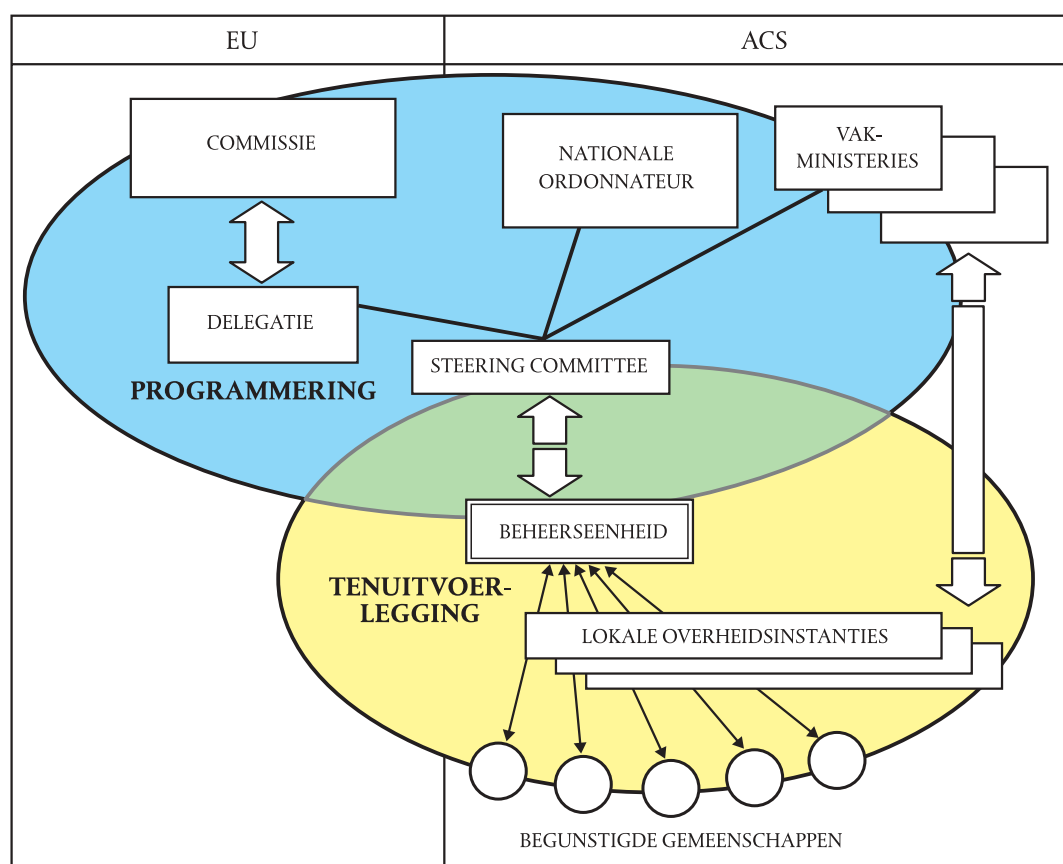 EU
ACS
COMMISSIE
NATIONALE
ORDONNATEUR
VAK-
MINISTERIES
DELEGATIE
STEERING COMMITTEE
PROGRAMMERING
BEHEERSEENHEID
TENUITVOER-
LEGGING
LOKALE OVERHEIDSINSTANTIES
BEGUNSTIGDE GEMEENSCHAPPEN